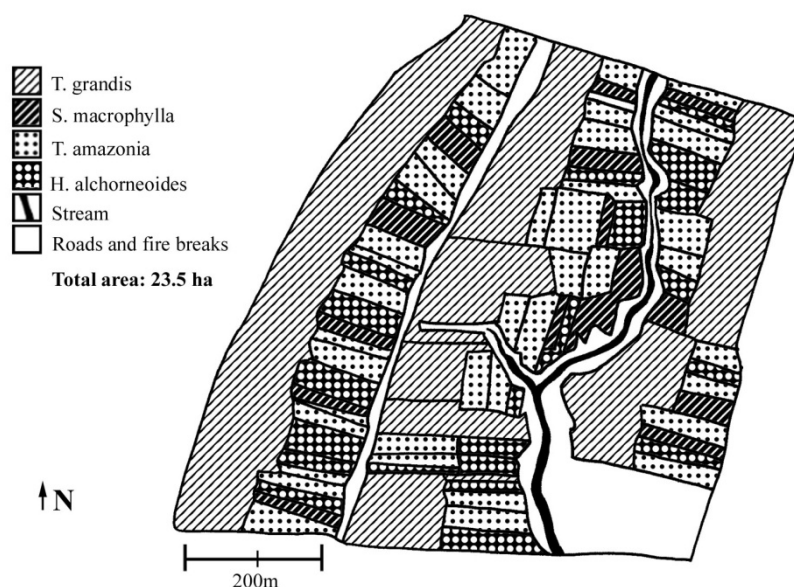 T. grandis
S. macrophylla
T. amazonia
H. alchorneoides
Stream
Roads and fire breaks
Total area: 23.5 ha
N
200m